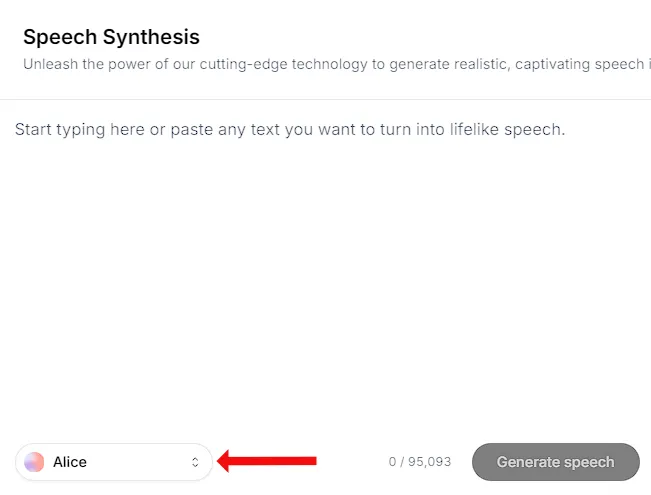 Speech Synthesis
Unleash the power of our cutting-edge technology to generate realistic, captivating speech i
Start typing here or paste any text you want to turn into lifelike speech.
Alice
0 / 95,093
Generate speech